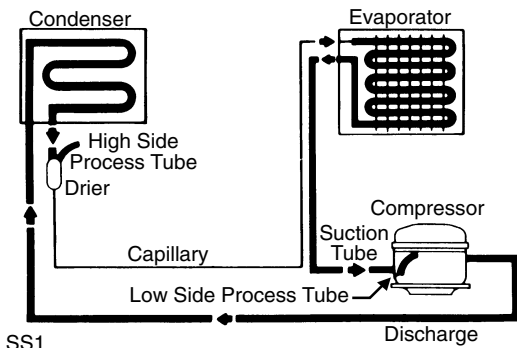 Condenser
Evaporator
High Side
Process Tube
Drier
Compressor
Suction
Tube
Capillary
Low Side Process Tube
Discharge
SS1